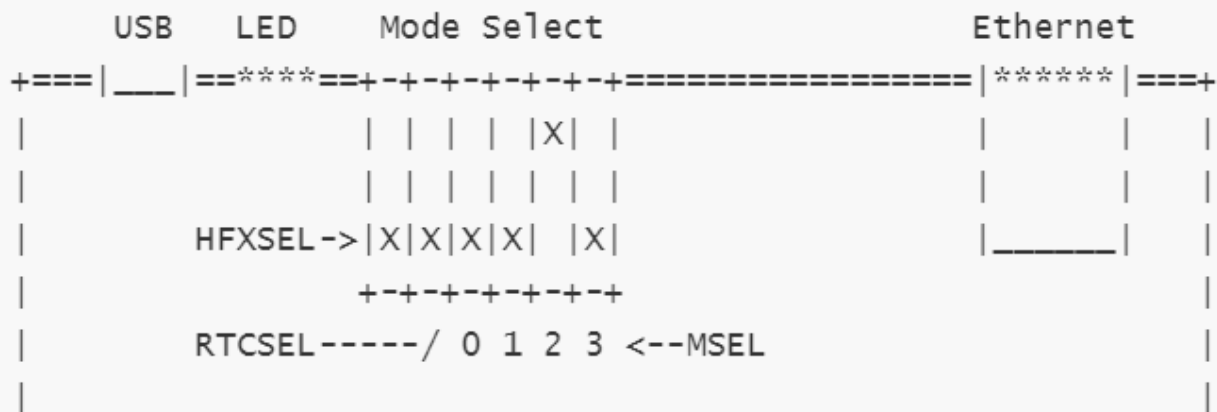 USB   LED    Mode Select                  Ethernet
+===|___|==****==+-+-+-+-+-+-+=================|******|===+
|                | | | | |X| |                 |      |   |
|                | | | | | | |                 |      |   |
|        HFXSEL->|X|X|X|X| |X|                 |______|   |
|                +-+-+-+-+-+-+                            |
|        RTCSEL-----/ 0 1 2 3 <--MSEL                     |
|                                                         |